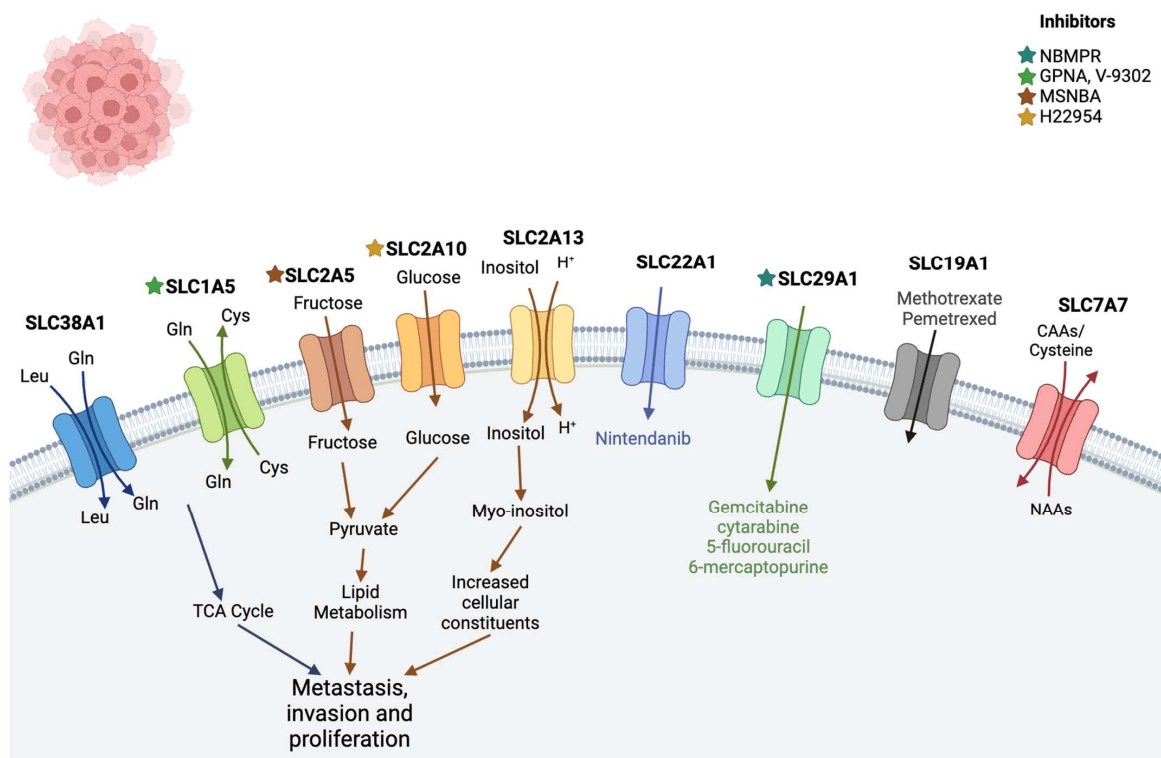 Inhibitors
NBMPR
GPNA, V-9302
MSNBA
H22954
SLC38A1
Leu
Gln
Leu
Gln
SLC1A5
Gln
Cys
Gln
Cys
SLC2A5
Fructose
Fructose
SLC2A10
Glucose
Glucose
SLC2A13
Inositol
H⁺
Inositol
H⁺
SLC22A1
Nintendanib
SLC29A1
Gemcitabine
cytarabine
5-fluorouracil
6-mercaptopurine
SLC19A1
Methotrexate
Pemetrexed
SLC7A7
CAAs/
Cysteine
NAAs
Pyruvate
Myo-inositol
TCA Cycle
Lipid
Metabolism
Increased
cellular
constituents
Metastasis,
invasion and
proliferation